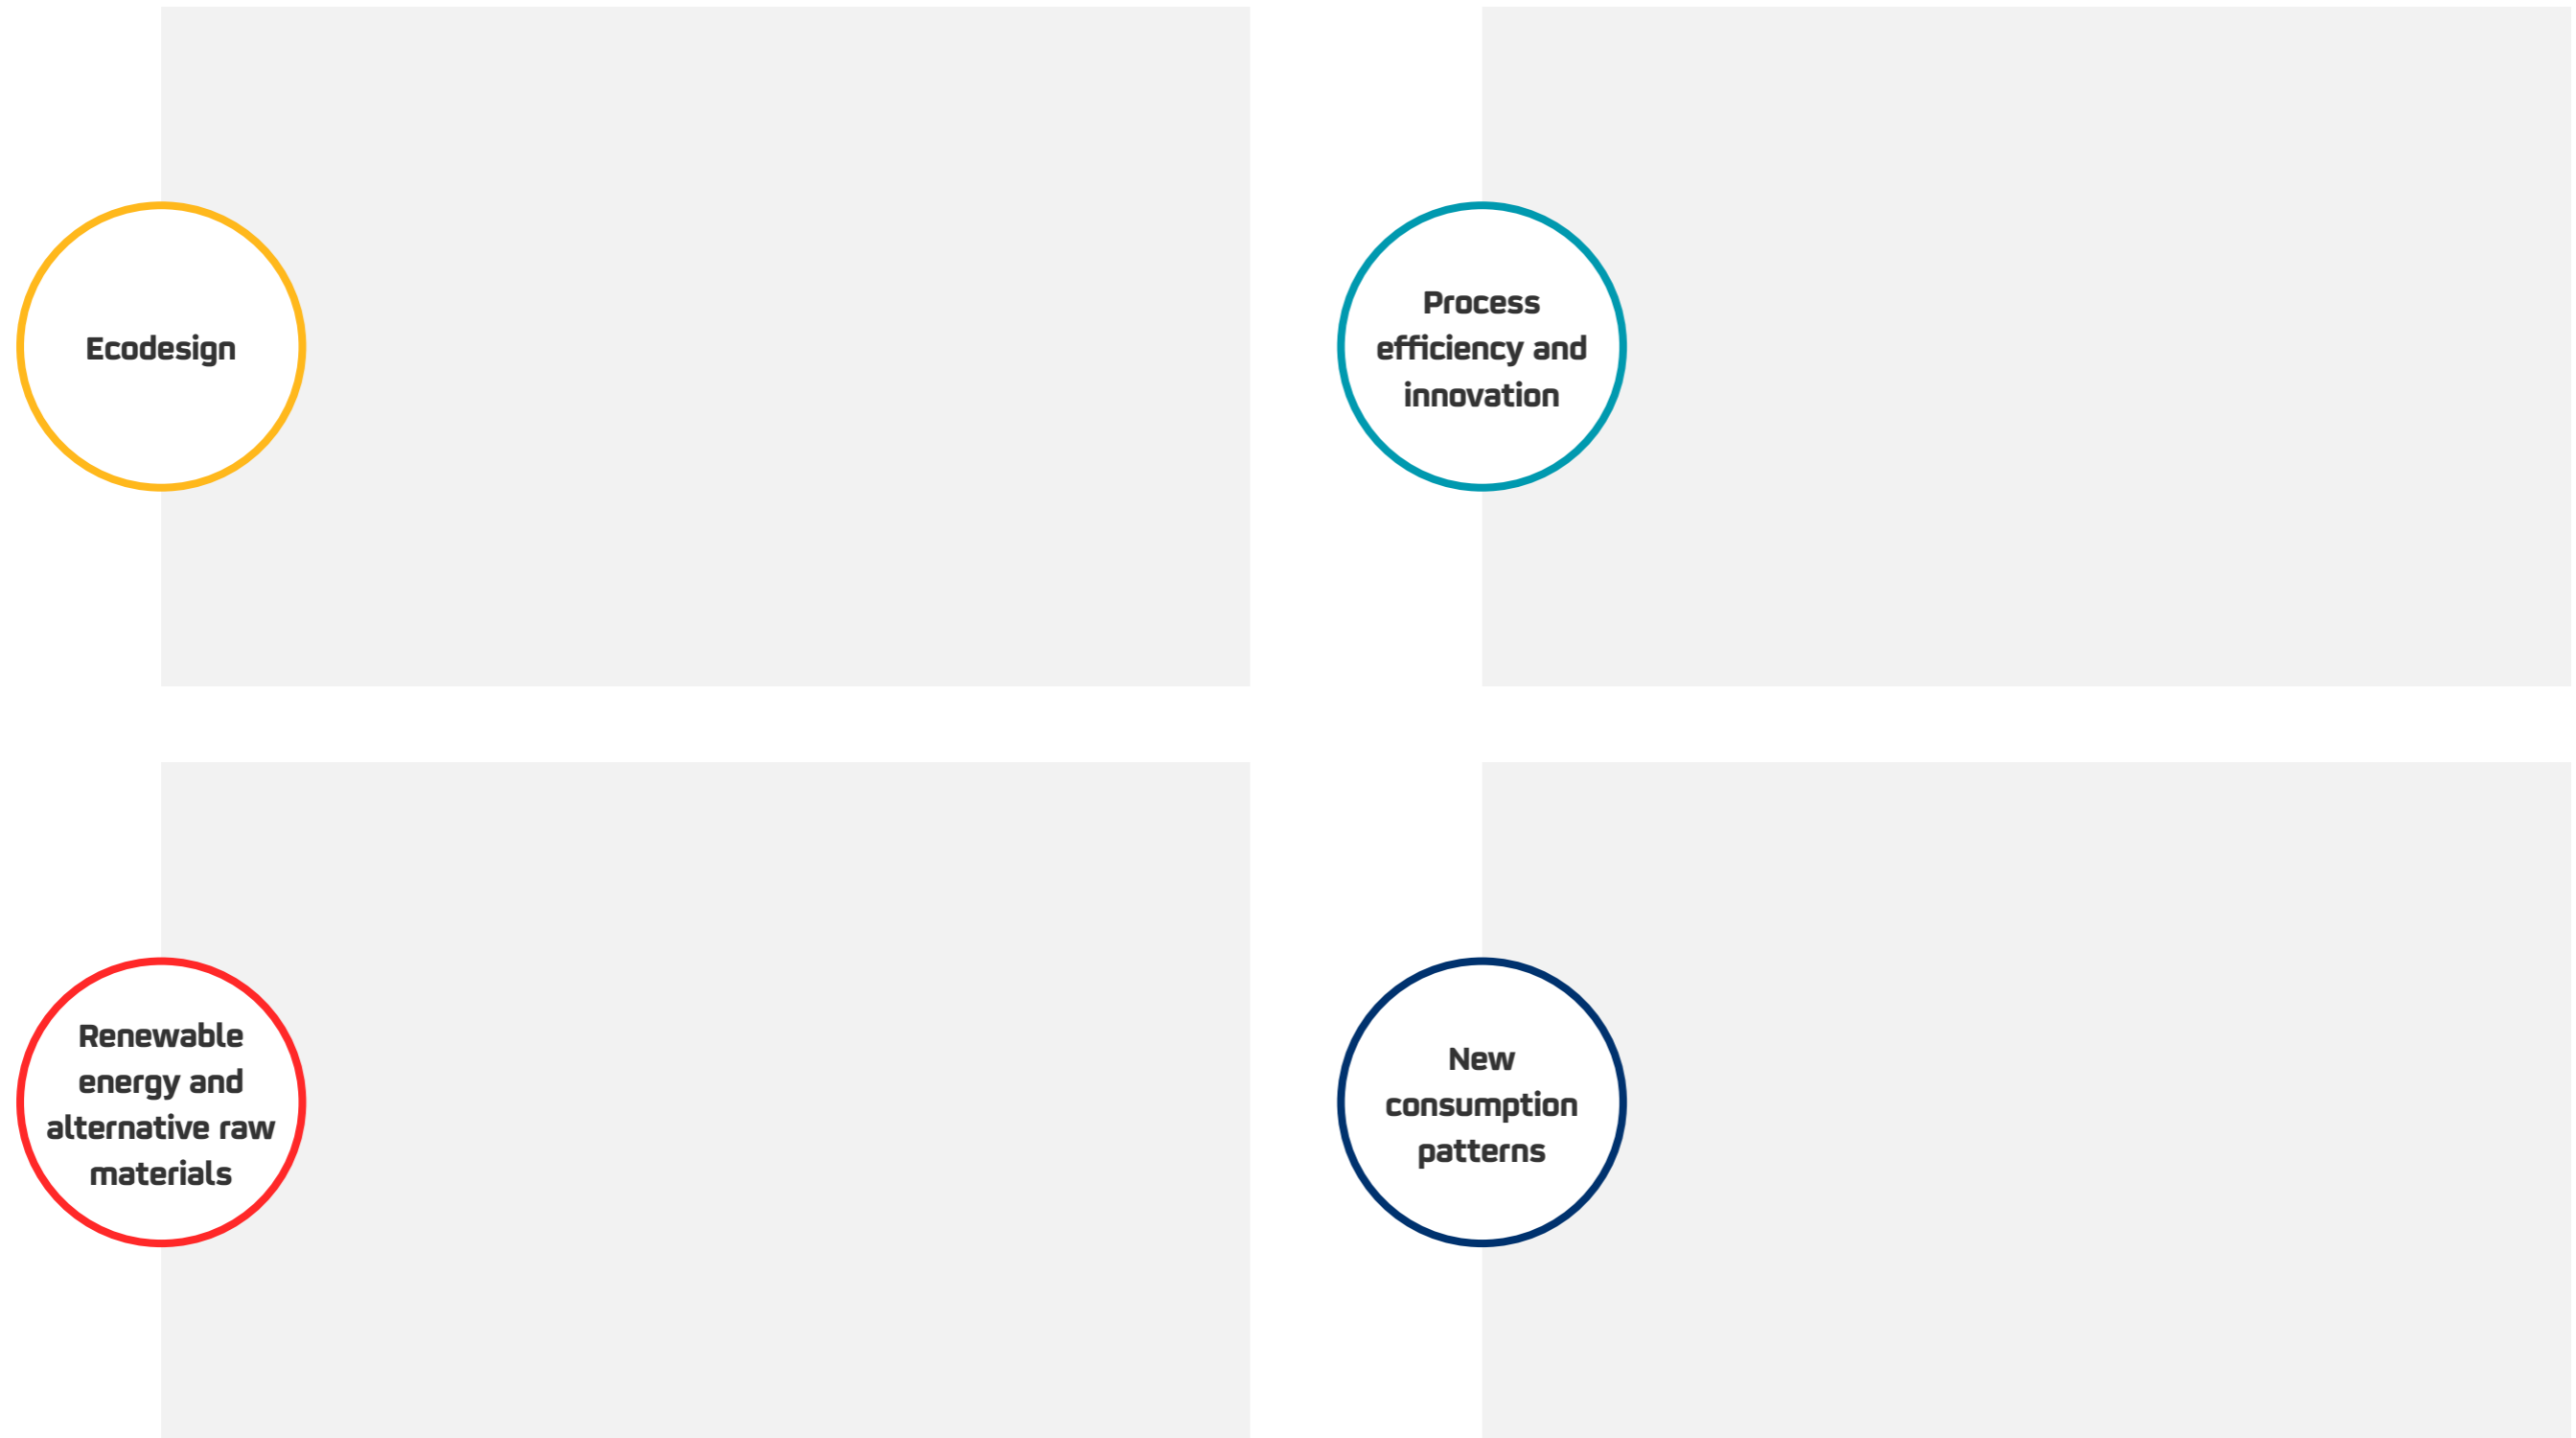 Ecodesign
Process
efficiency and
innovation
Renewable
energy and
alternative raw
materials
New
consumption
patterns